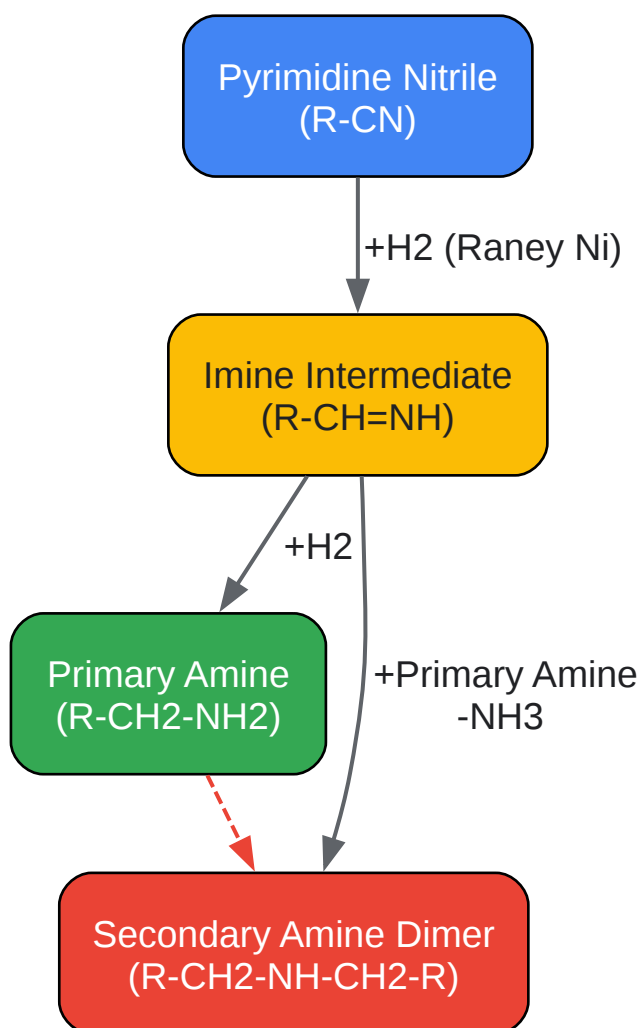 Pyrimidine Nitrile
(R-CN)
+H2 (Raney Ni)
Imine Intermediate
(R-CH=NH)
+H2
Primary Amine
(R-CH2-NH2)
+Primary Amine
-NH3
Secondary Amine Dimer
(R-CH2-NH-CH2-R)